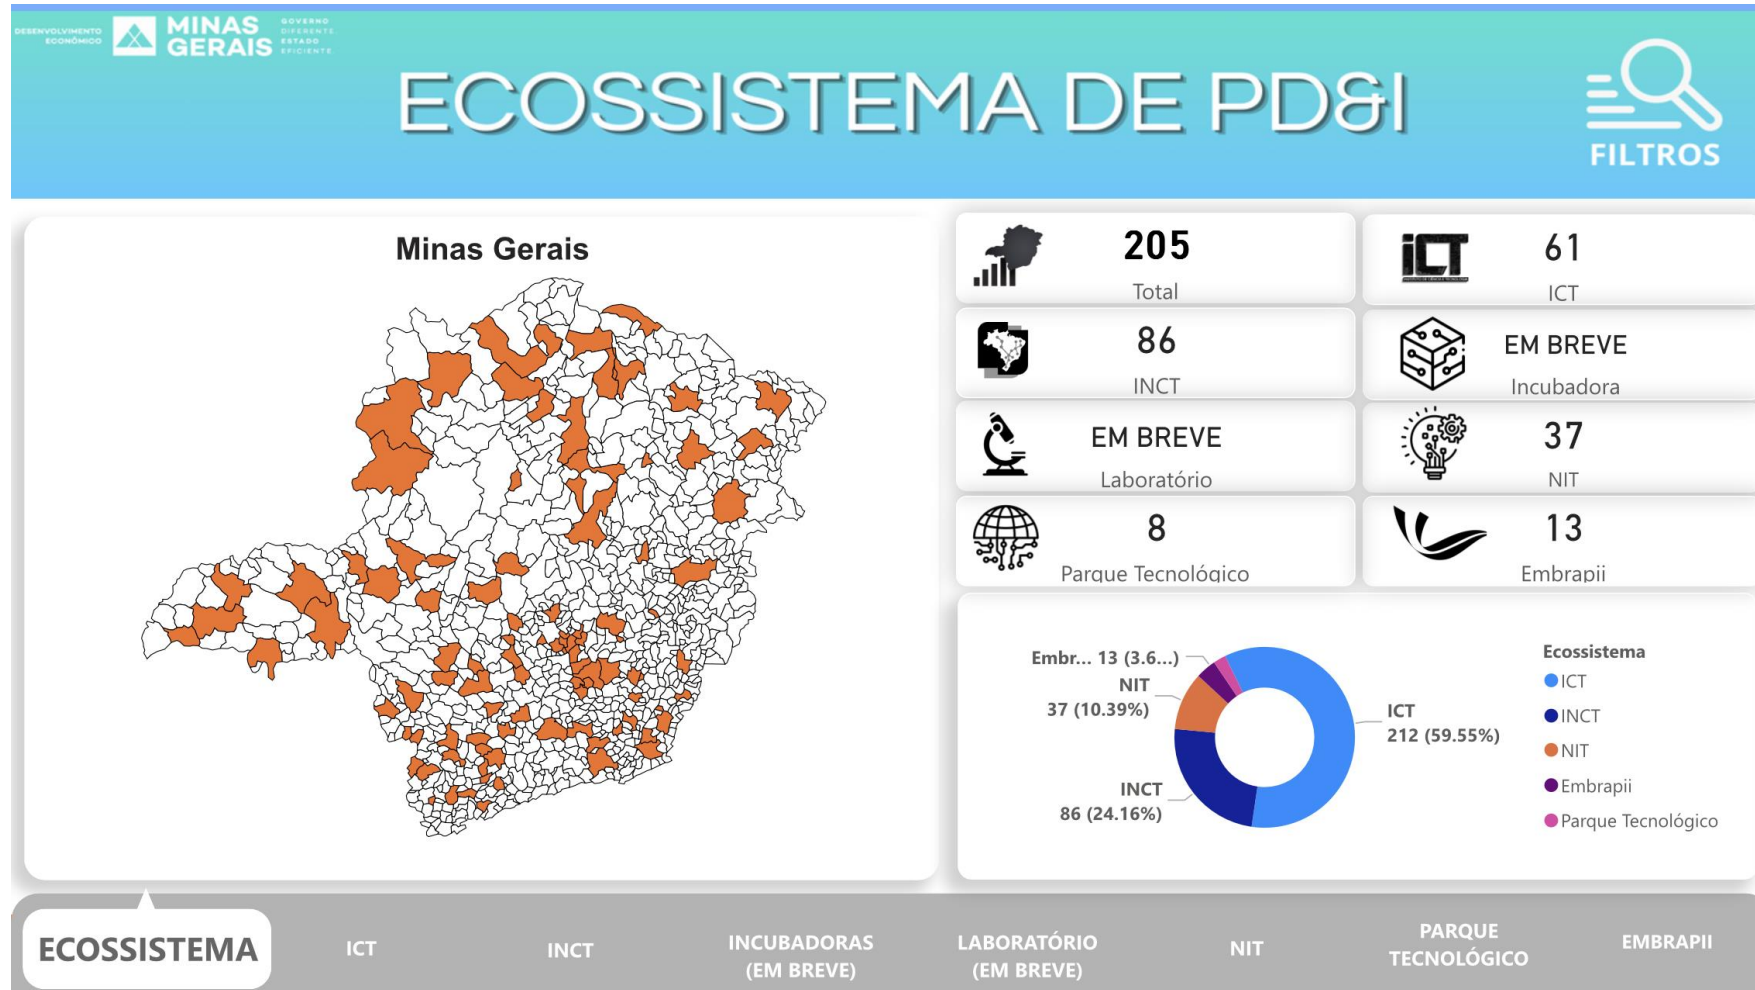 DESENVOLVIMENTO
ECONÔMICO
MINAS
GERAIS
GOVERNO
DIFERENTE.
ESTADO
EFICIENTE.
ECOSSISTEMA DE PD&I
FILTROS
Minas Gerais
205
Total
iCT
61
ICT
86
INCT
EM BREVE
Incubadora
EM BREVE
Laboratório
37
NIT
8
Parque Tecnológico
13
Embrapii
Embr... 13 (3.6...)
NIT
37 (10.39%)
INCT
86 (24.16%)
ICT
212 (59.55%)
Ecossistema
ICT
INCT
NIT
Embrapii
Parque Tecnológico
ECOSSISTEMA
ICT
INCT
INCUBADORAS
(EM BREVE)
LABORATÓRIO
(EM BREVE)
NIT
PARQUE
TECNOLÓGICO
EMBRAPII